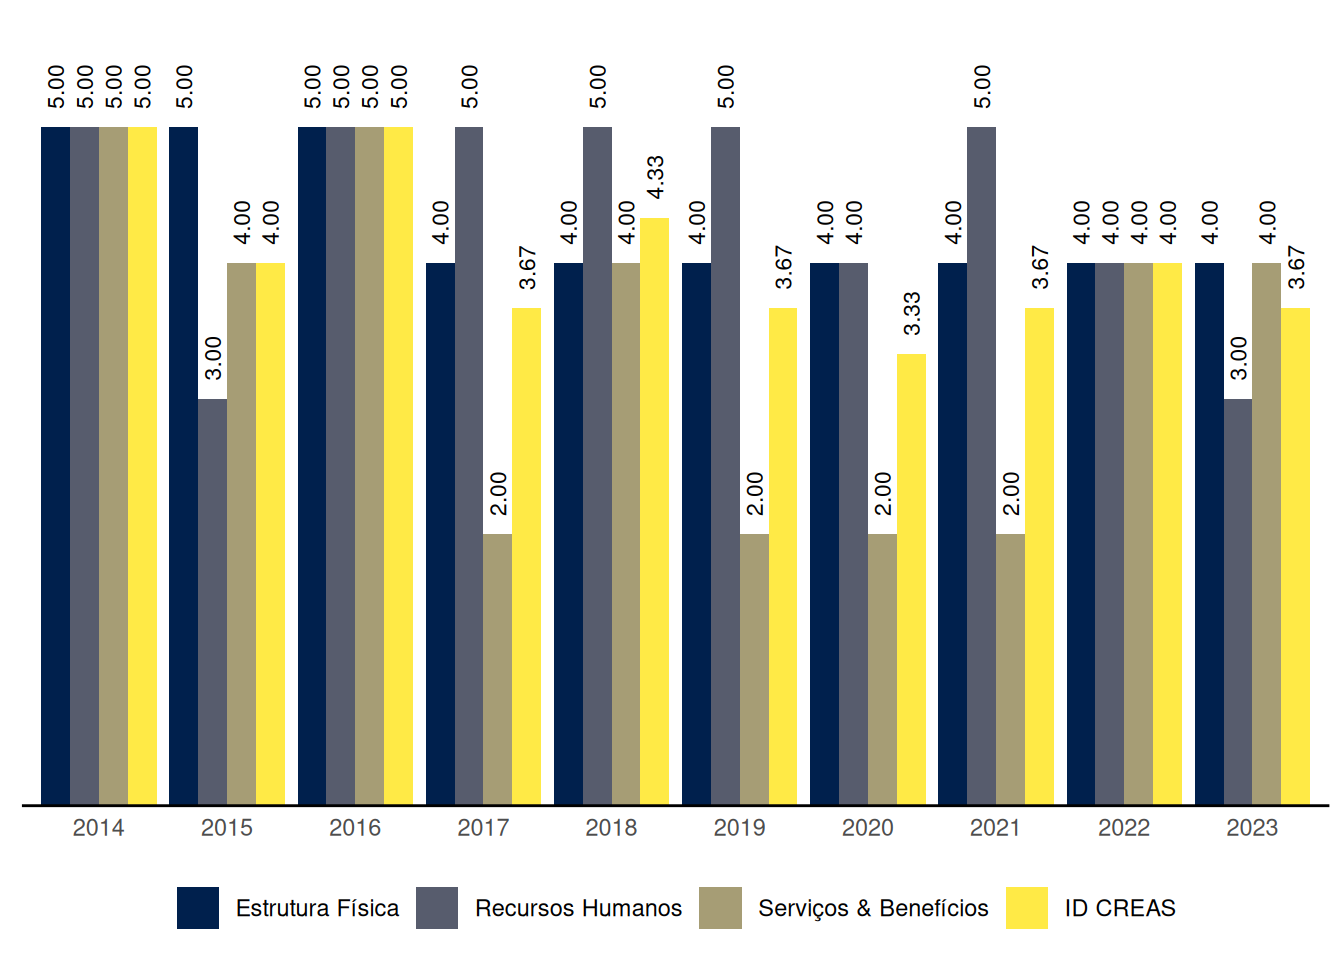 5.00 5.00 5.00 5.00 5.00 3.00 4.00 4.00 5.00 5.00 5.00 5.00 4.00 5.00 2.00 3.67 4.00 5.00 4.00 4.33 4.00 5.00 2.00 3.67 4.00 4.00 2.00 3.33 4.00 5.00 2.00 3.67 4.00 4.00 4.00 4.00 4.00 3.00 4.00 3.67
2014 2015 2016 2017 2018 2019 2020 2021 2022 2023
Estrutura Física Recursos Humanos Serviços & Benefícios ID CREAS